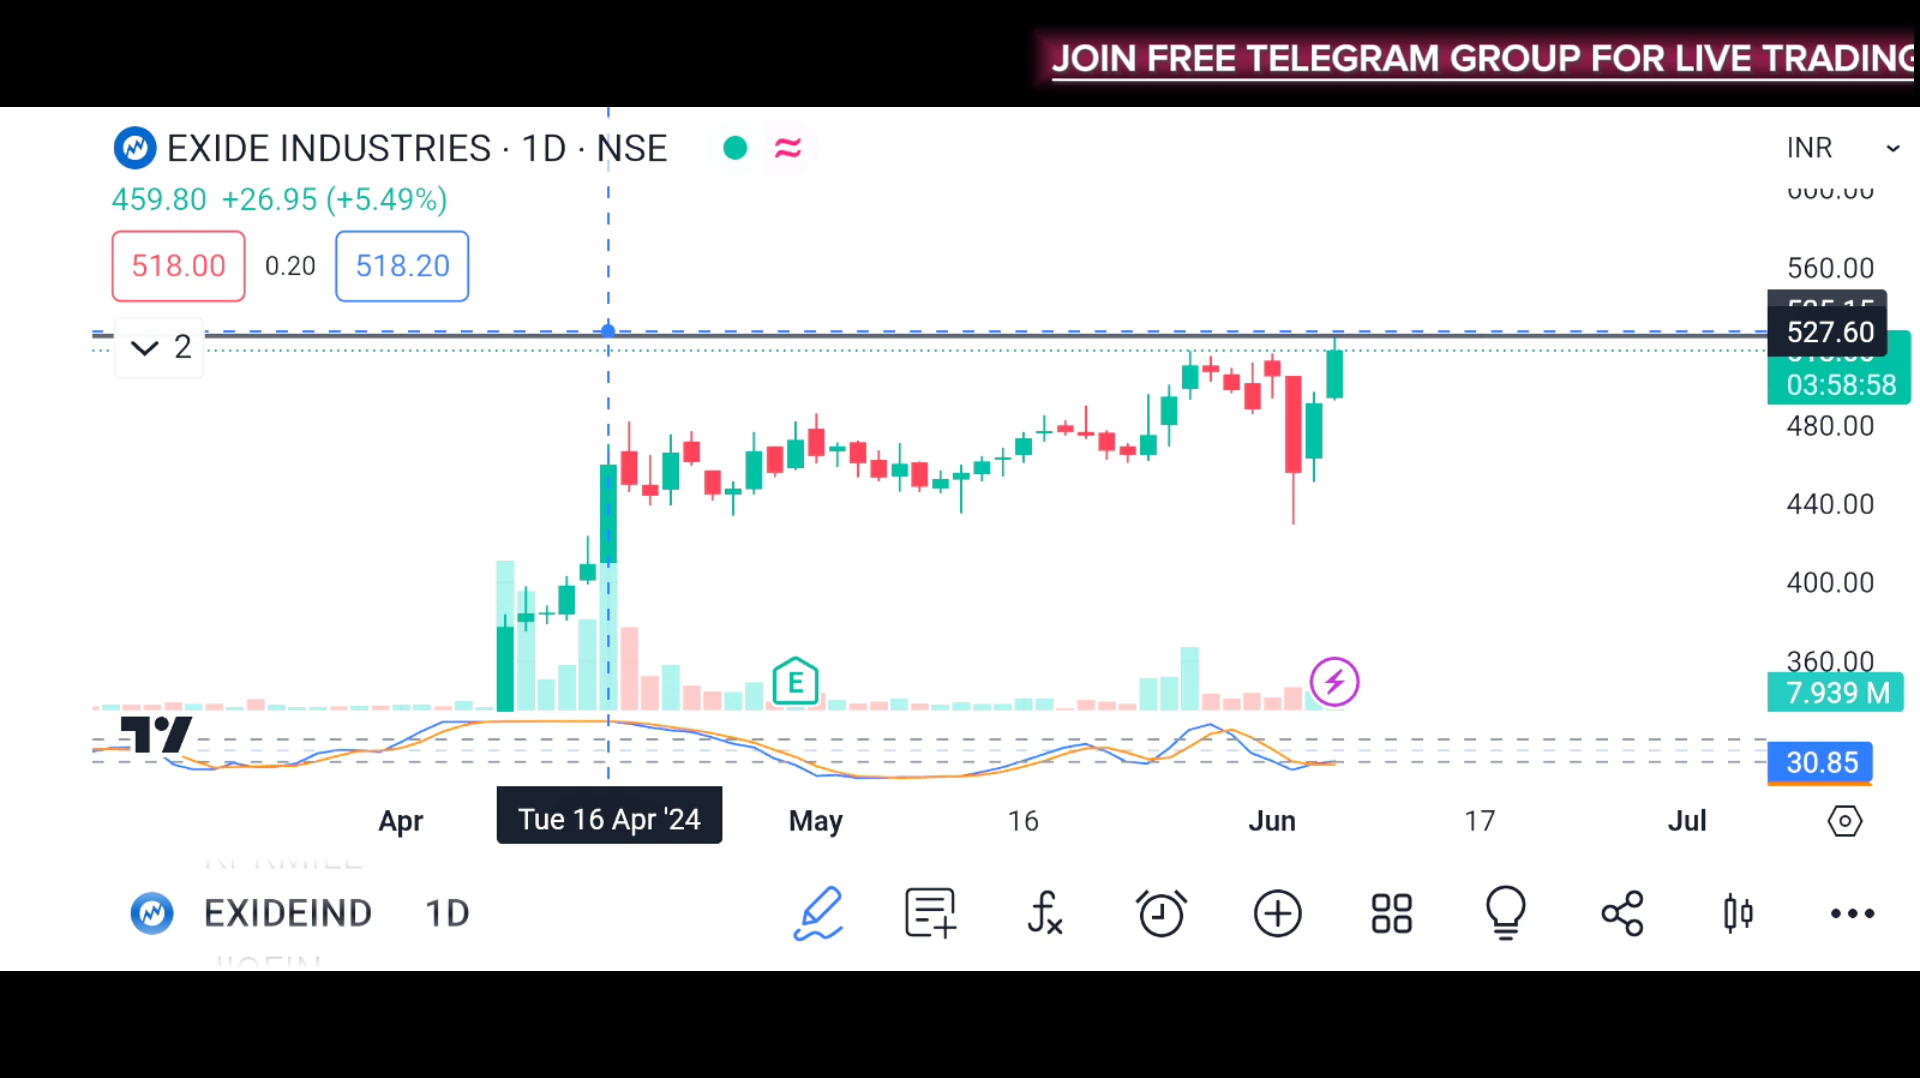 JOIN FREE TELEGRAM GROUP FOR LIVE TRADING
EXIDE INDUSTRIES · 1D · NSE
INR
459.80 +26.95 (+5.49%)
600.00
518.00 0.20 518.20
560.00
2
527.60
03:58:58
480.00
440.00
400.00
360.00
E
7.939 M
30.85
Apr Tue 16 Apr '24 May 16 Jun 17 Jul
EXIDEIND 1D